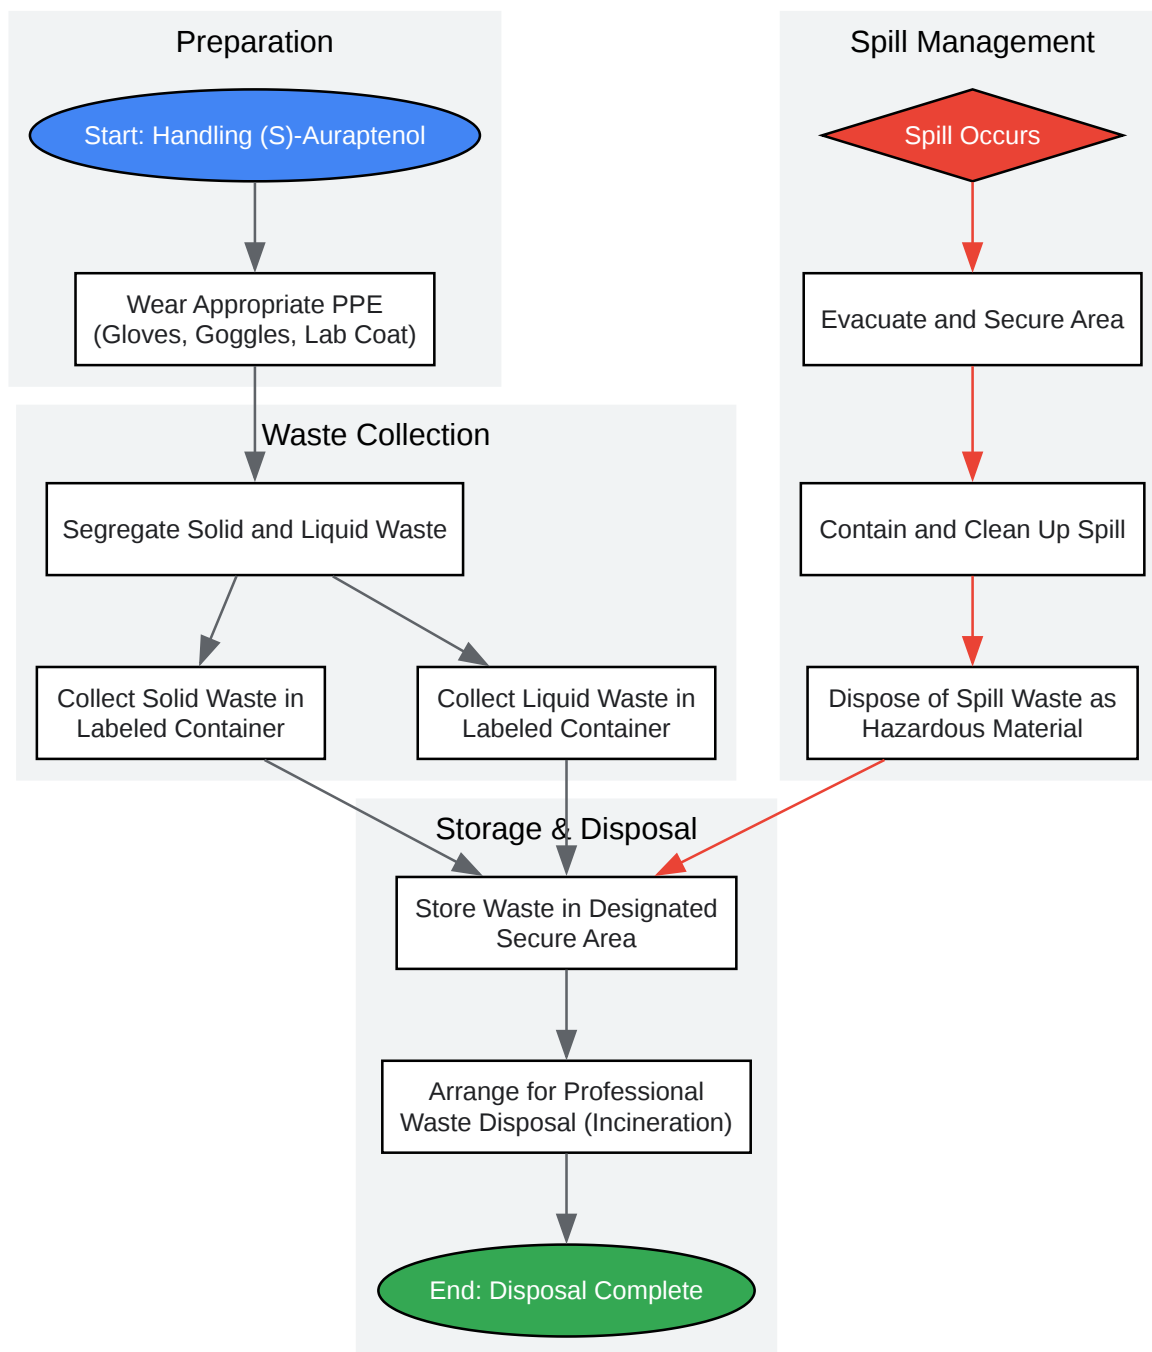 Preparation
Start: Handling (S)-Auraptenol
Wear Appropriate PPE
(Gloves, Goggles, Lab Coat)
Waste Collection
Segregate Solid and Liquid Waste
Collect Solid Waste in
Labeled Container
Collect Liquid Waste in
Labeled Container
Spill Management
Spill Occurs
Evacuate and Secure Area
Contain and Clean Up Spill
Dispose of Spill Waste as
Hazardous Material
Storage & Disposal
Store Waste in Designated
Secure Area
Arrange for Professional
Waste Disposal (Incineration)
End: Disposal Complete